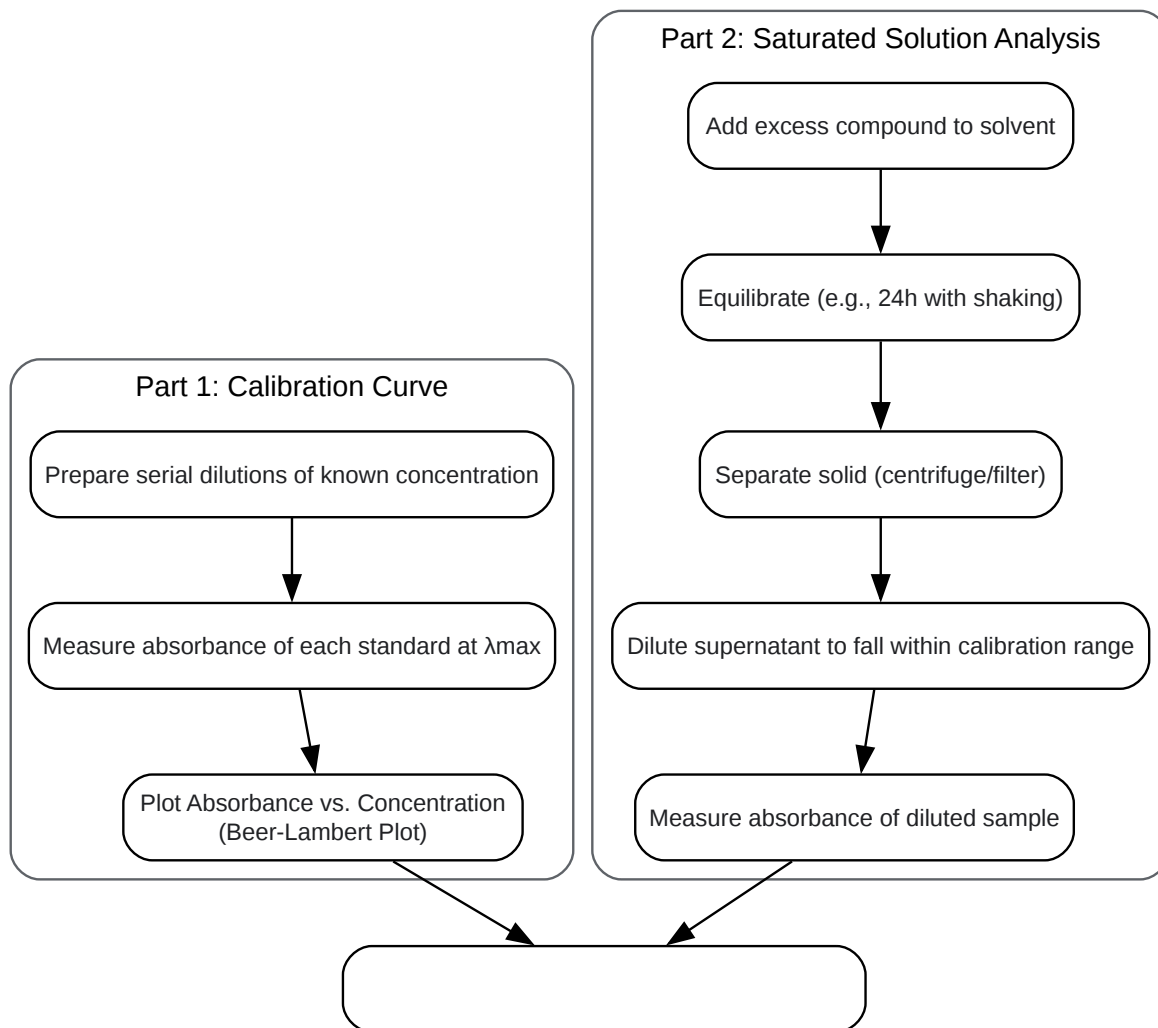 Part 2: Saturated Solution Analysis
Add excess compound to solvent
Equilibrate (e.g., 24h with shaking)
Separate solid (centrifuge/filter)
Dilute supernatant to fall within calibration range
Measure absorbance of diluted sample
Part 1: Calibration Curve
Prepare serial dilutions of known concentration
Measure absorbance of each standard at λmax
Plot Absorbance vs. Concentration
(Beer-Lambert Plot)